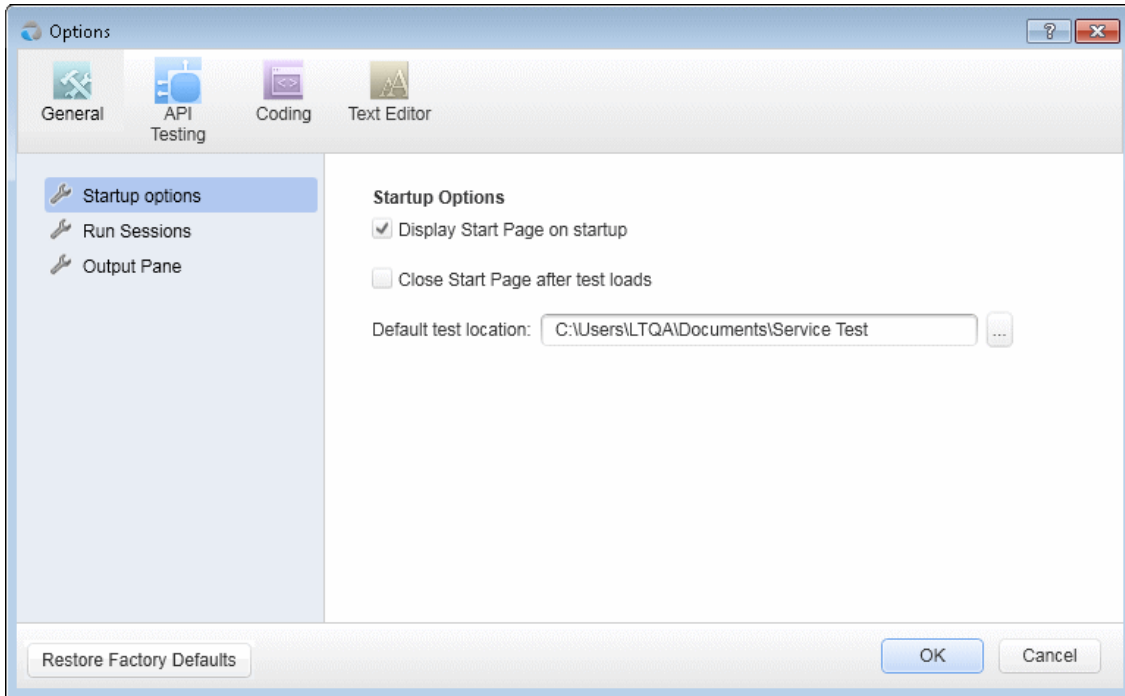 Options
General
API
Testing
Coding
Text Editor
Startup options
Run Sessions
Output Pane
Startup Options
Display Start Page on startup
Close Start Page after test loads
Default test location: C:\Users\LTQA\Documents\Service Test ...
Restore Factory Defaults
OK
Cancel